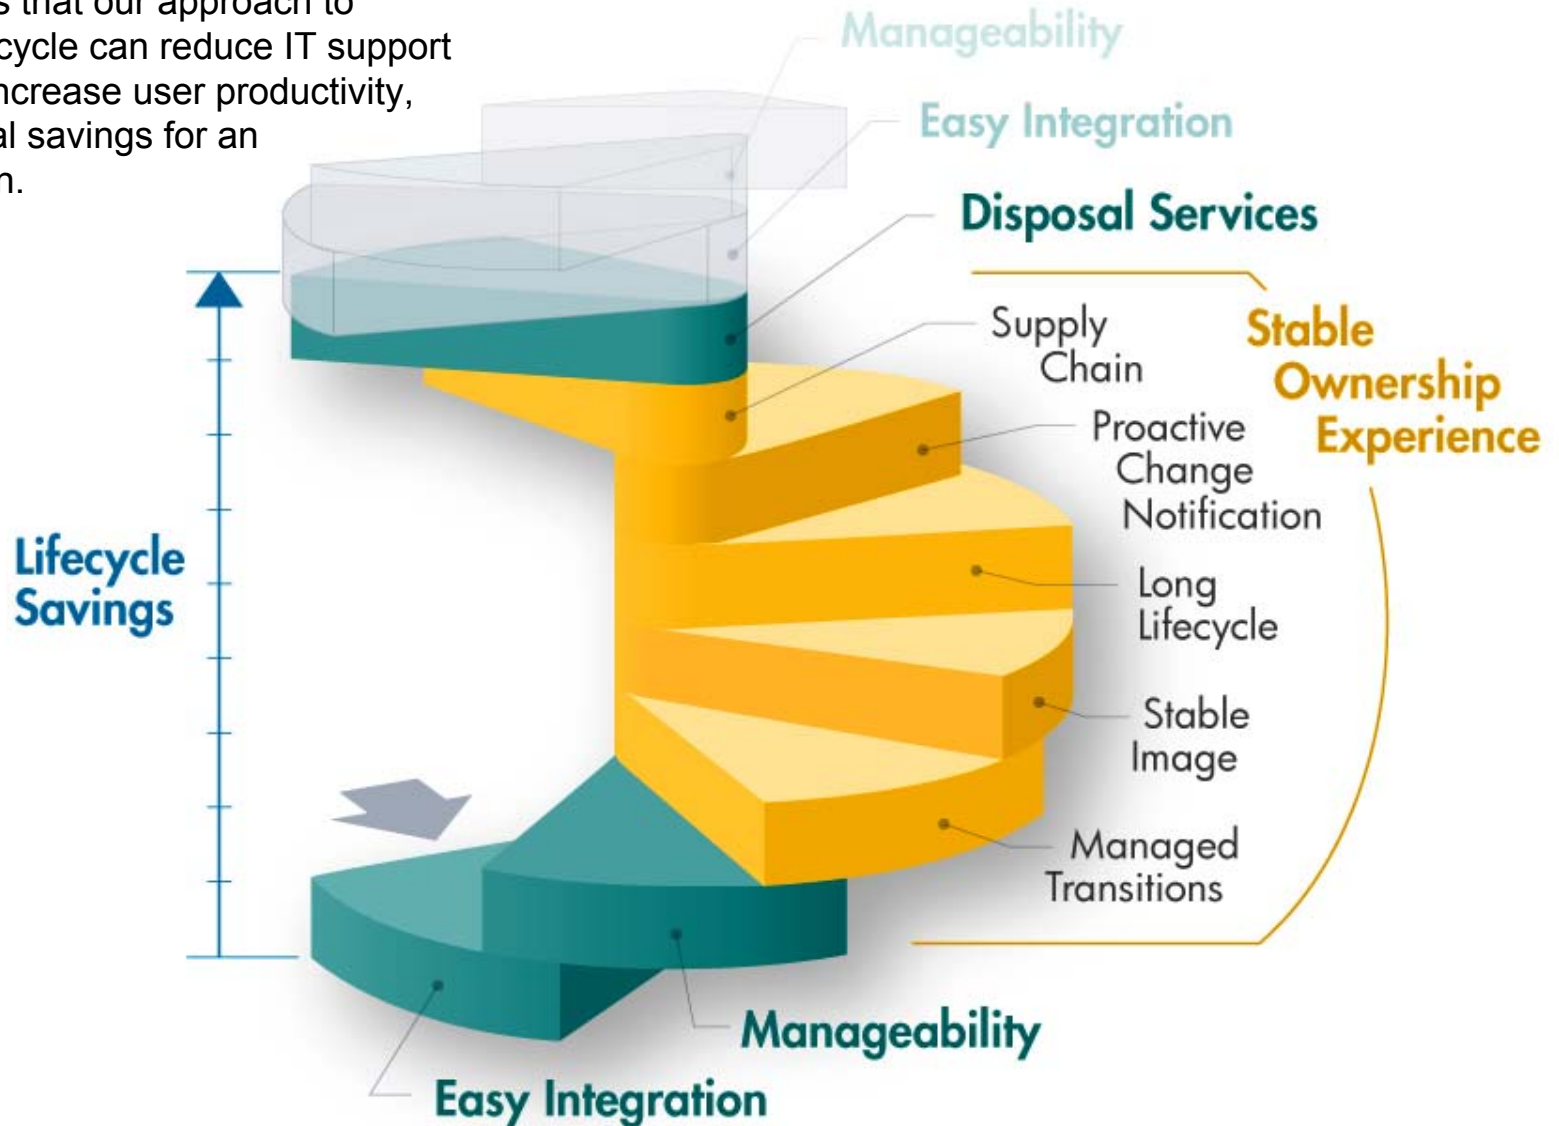 that our approach to
cycle can reduce IT support
ncrease user productivity,
al savings for an
n.
Manageability
Easy Integration
Disposal Services
Supply
Chain
Stable
Ownership
Experience
Proactive
Change
Notification
Lifecycle
Savings
Long
Lifecycle
Stable
Image
Managed
Transitions
Manageability
Easy Integration